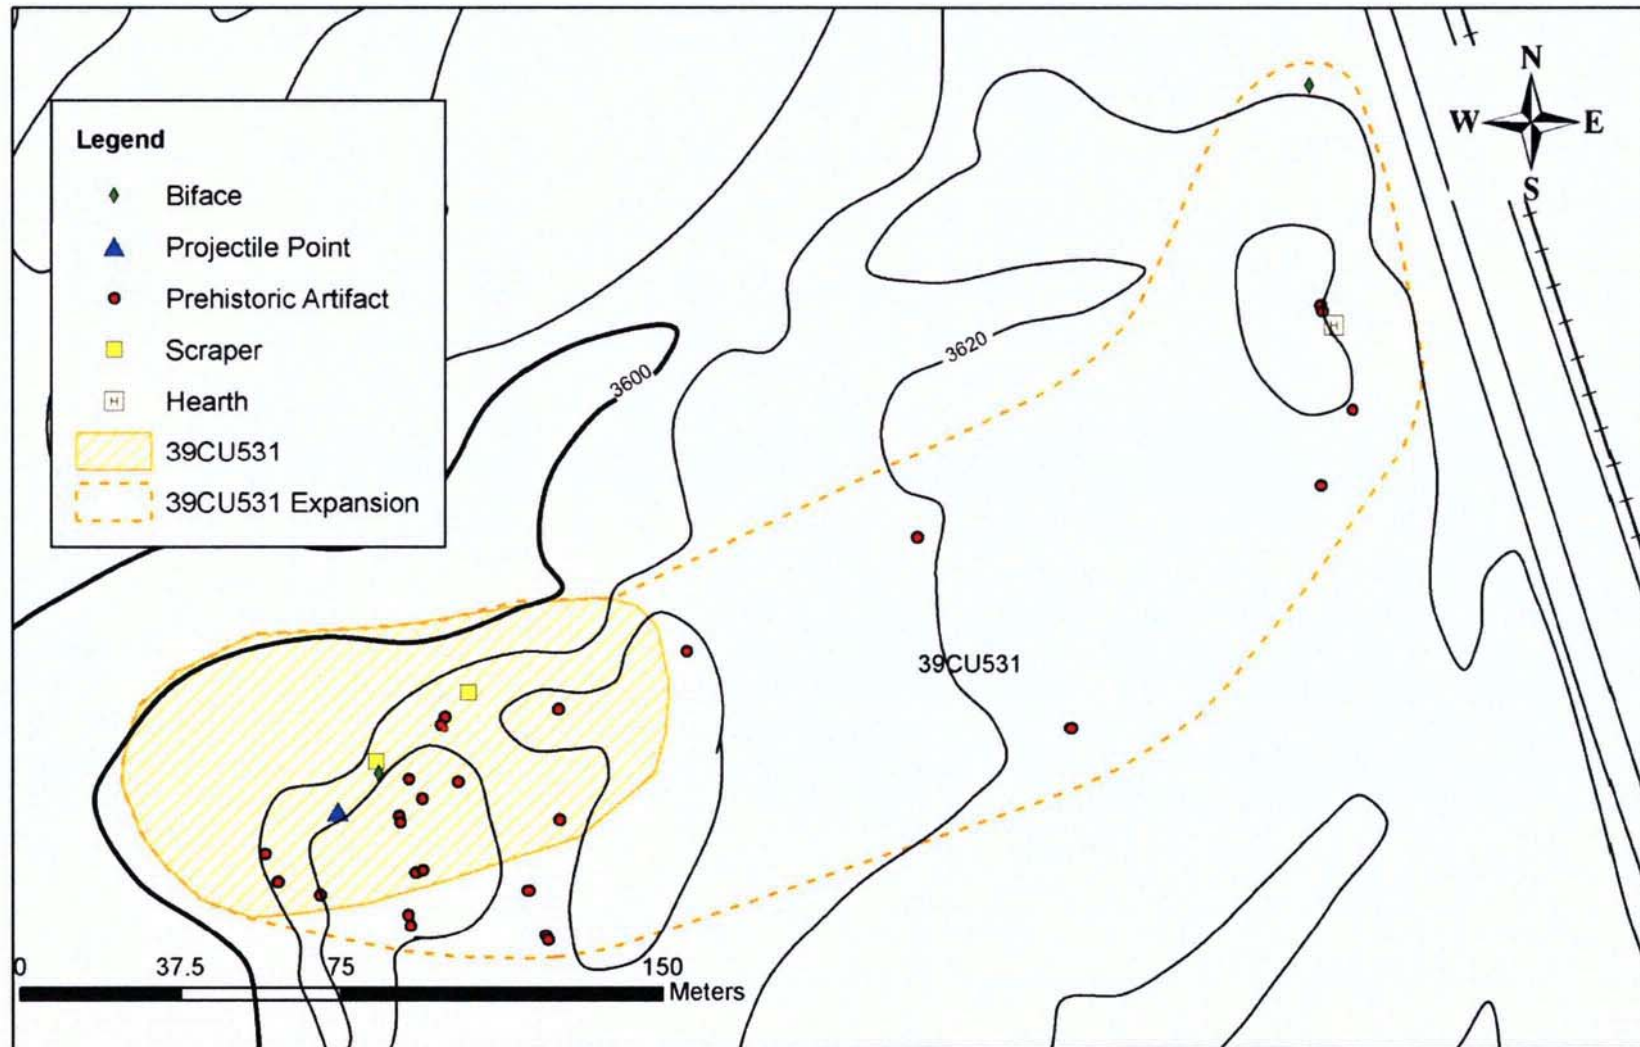 N
W E
S
Legend
Biface
Projectile Point
Prehistoric Artifact
Scraper
H Hearth
39CU531
39CU531 Expansion
3620
H
3600
39CU531
0 37.5 75 150
Meters